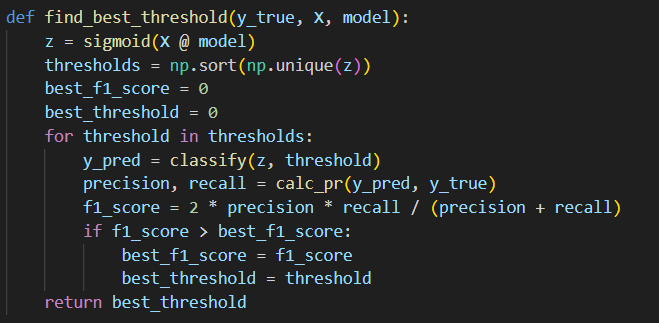 def find_best_threshold(y_true, X, model):
    z = sigmoid(X @ model)
    thresholds = np.sort(np.unique(z))
    best_f1_score = 0
    best_threshold = 0
    for threshold in thresholds:
        y_pred = classify(z, threshold)
        precision, recall = calc_pr(y_pred, y_true)
        f1_score = 2 * precision * recall / (precision + recall)
        if f1_score > best_f1_score:
            best_f1_score = f1_score
            best_threshold = threshold
    return best_threshold